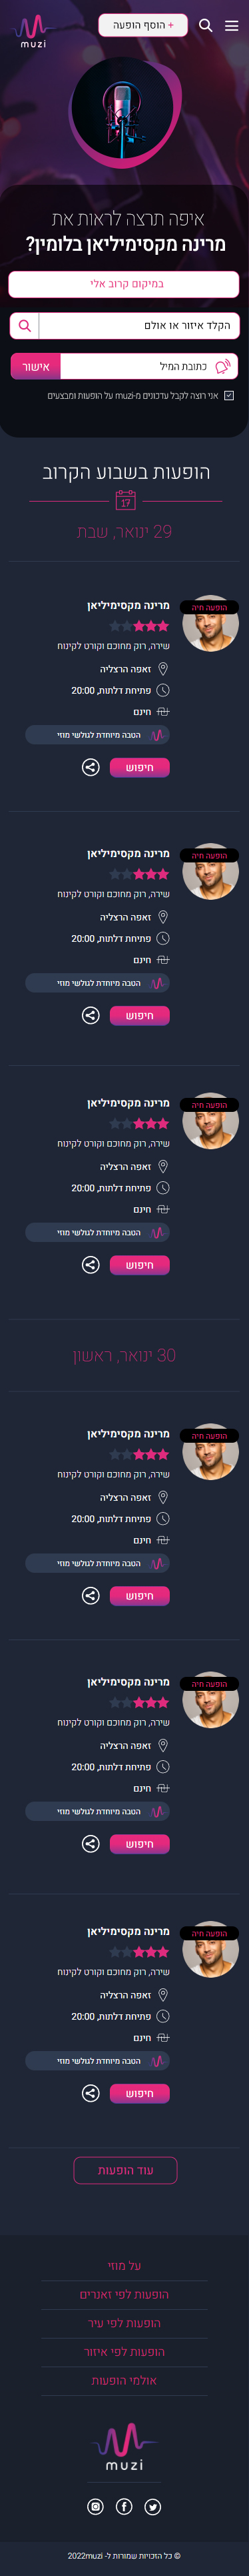 muzi
+ הוסף הופעה
איפה תרצה לראות את
מרינה מקסימיליאן בלומין?
במיקום קרוב אלי
הקלד איזור או אולם
כתובת המייל
אישור
אני רוצה לקבל עדכונים מ-muzi על הופעות ומבצעים
הופעות בשבוע הקרוב
17
29 ינואר, שבת
הופעה חיה
מרינה מקסימיליאן
שירה, רוק מחוכם וקורט לקינוח
זאפה הרצליה
פתיחת דלתות, 20:00
חינם
הטבה מיוחדת לגולשי מוזי
חיפוש
הופעה חיה
מרינה מקסימיליאן
שירה, רוק מחוכם וקורט לקינוח
זאפה הרצליה
פתיחת דלתות, 20:00
חינם
הטבה מיוחדת לגולשי מוזי
חיפוש
הופעה חיה
מרינה מקסימיליאן
שירה, רוק מחוכם וקורט לקינוח
זאפה הרצליה
פתיחת דלתות, 20:00
חינם
הטבה מיוחדת לגולשי מוזי
חיפוש
30 ינואר, ראשון
הופעה חיה
מרינה מקסימיליאן
שירה, רוק מחוכם וקורט לקינוח
זאפה הרצליה
פתיחת דלתות, 20:00
חינם
הטבה מיוחדת לגולשי מוזי
חיפוש
הופעה חיה
מרינה מקסימיליאן
שירה, רוק מחוכם וקורט לקינוח
זאפה הרצליה
פתיחת דלתות, 20:00
חינם
הטבה מיוחדת לגולשי מוזי
חיפוש
הופעה חיה
מרינה מקסימיליאן
שירה, רוק מחוכם וקורט לקינוח
זאפה הרצליה
פתיחת דלתות, 20:00
חינם
הטבה מיוחדת לגולשי מוזי
חיפוש
עוד הופעות
על מוזי
הופעות לפי זאנרים
הופעות לפי עיר
הופעות לפי איזור
אולמי הופעות
muzi
© כל הזכויות שמורות ל- 2022muzi